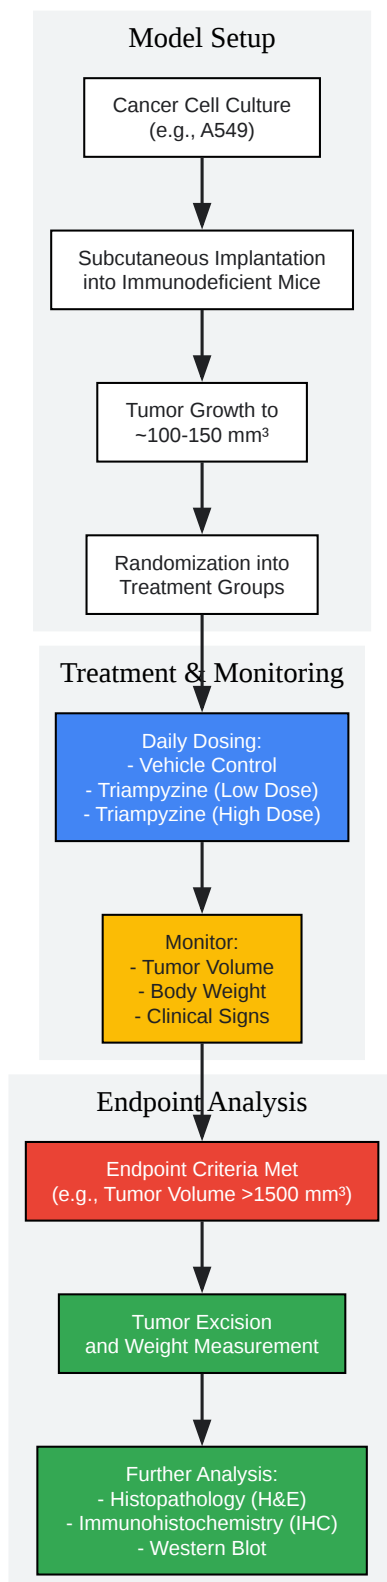 Model Setup
Cancer Cell Culture
(e.g., A549)
Subcutaneous Implantation
into Immunodeficient Mice
Tumor Growth to
~100-150 mm³
Randomization into
Treatment Groups
Treatment & Monitoring
Daily Dosing:
- Vehicle Control
- Triampyzine (Low Dose)
- Triampyzine (High Dose)
Monitor:
- Tumor Volume
- Body Weight
- Clinical Signs
Endpoint Analysis
Endpoint Criteria Met
(e.g., Tumor Volume >1500 mm³)
Tumor Excision
and Weight Measurement
Further Analysis:
- Histopathology (H&E)
- Immunohistochemistry (IHC)
- Western Blot